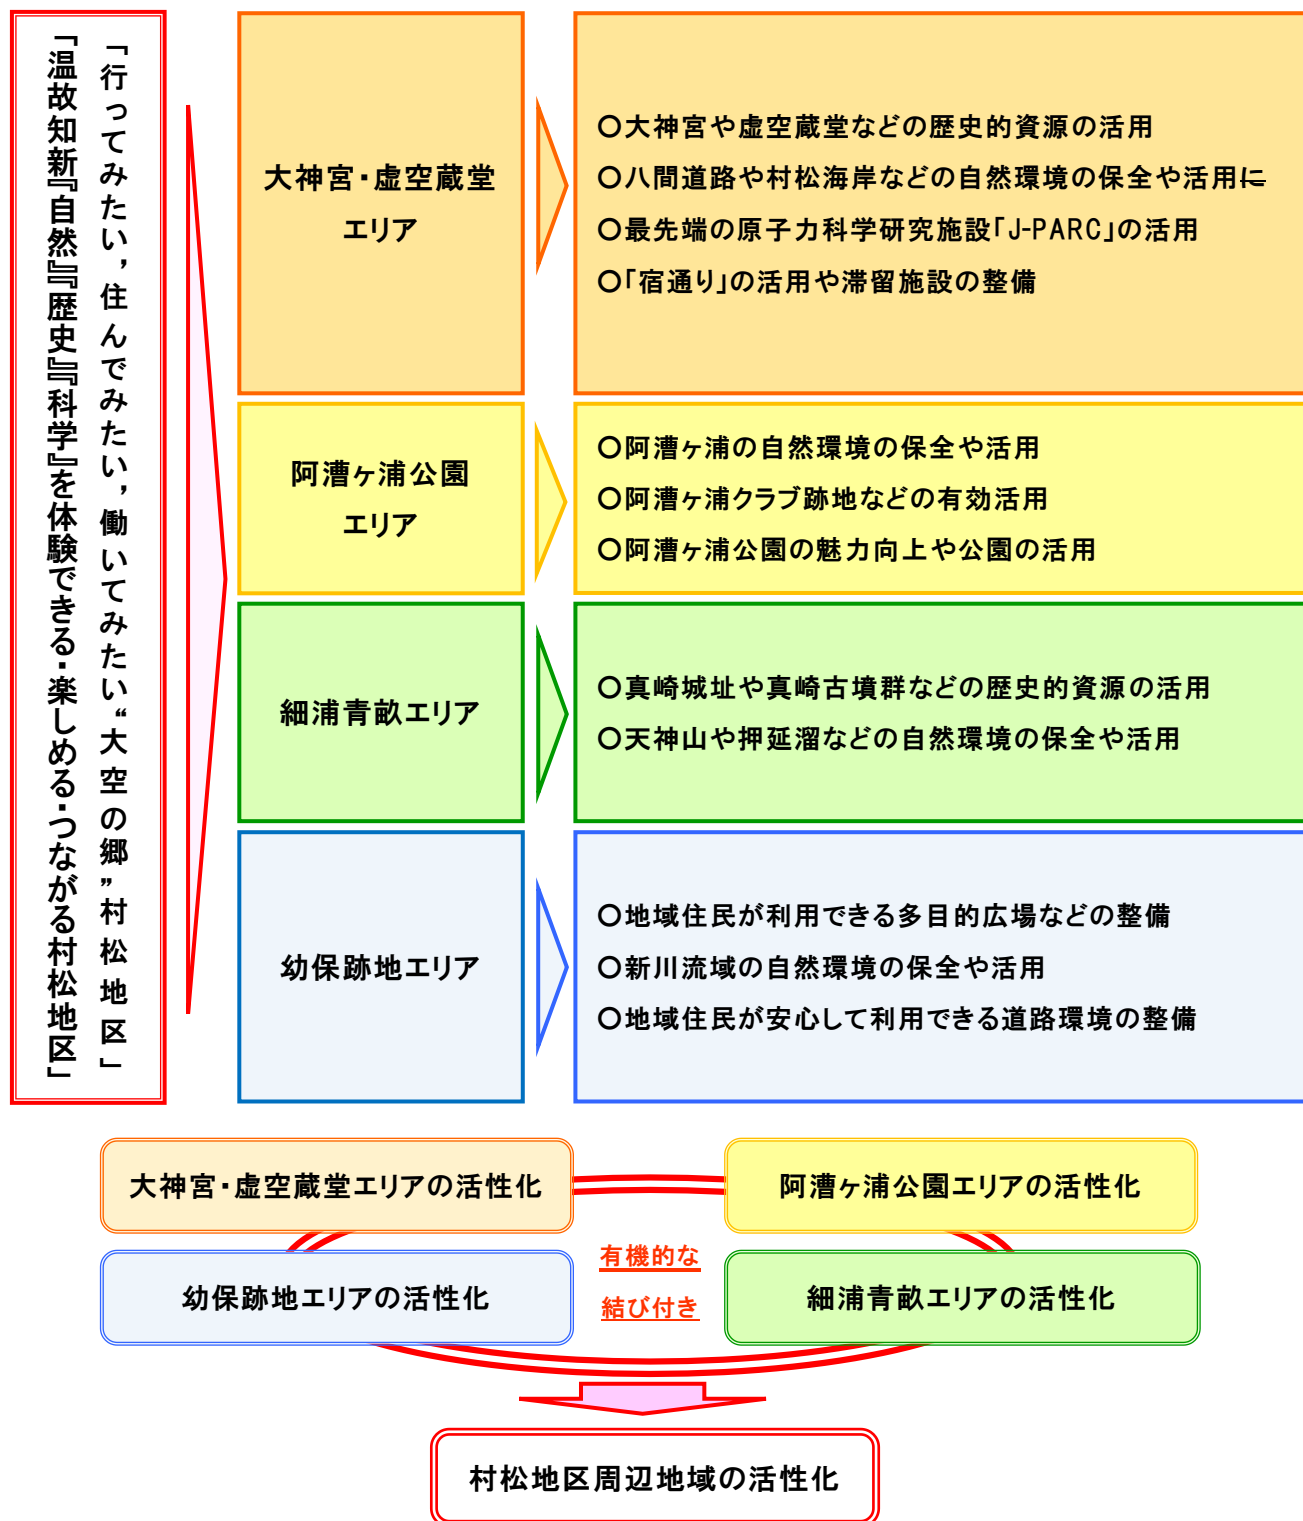 「行ってみたい，住んでみたい，働いてみたい“大空の郷”村松地区」
「温故知新『自然』『歴史』『科学』を体験できる・楽しめる・つながる村松地区」
大神宮・虚空蔵堂
エリア
〇大神宮や虚空蔵堂などの歴史的資源の活用
〇八間道路や村松海岸などの自然環境の保全や活用に
〇最先端の原子力科学研究施設「J-PARC」の活用
〇「宿通り」の活用や滞留施設の整備
阿漕ヶ浦公園
エリア
〇阿漕ヶ浦の自然環境の保全や活用
〇阿漕ヶ浦クラブ跡地などの有効活用
〇阿漕ヶ浦公園の魅力向上や公園の活用
細浦青畝エリア
〇真崎城址や真崎古墳群などの歴史的資源の活用
〇天神山や押延溜などの自然環境の保全や活用
幼保跡地エリア
〇地域住民が利用できる多目的広場などの整備
〇新川流域の自然環境の保全や活用
〇地域住民が安心して利用できる道路環境の整備
大神宮・虚空蔵堂エリアの活性化
阿漕ヶ浦公園エリアの活性化
有機的な
結び付き
幼保跡地エリアの活性化
細浦青畝エリアの活性化
村松地区周辺地域の活性化